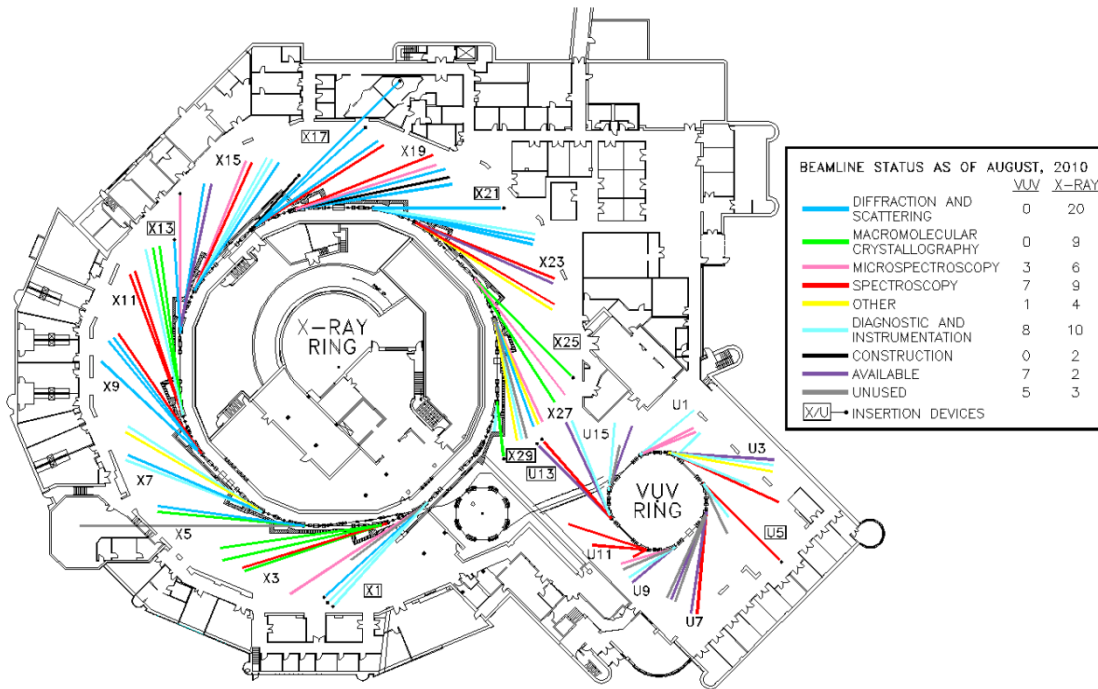 X17
X19
X15
X21
X13
X23
X11
X-RAY
RING
X25
X9
X27
U1
U15
U3
X29
U13
X7
VUV
RING
X5
U5
U11
X3
U9
X1
U7
BEAMLINE STATUS AS OF AUGUST, 2010
VUV X-RAY
DIFFRACTION AND
SCATTERING 0 20
MACROMOLECULAR
CRYSTALLOGRAPHY 0 9
MICROSPECTROSCOPY 3 6
SPECTROSCOPY 7 9
OTHER 1 4
DIAGNOSTIC AND
INSTRUMENTATION 8 10
CONSTRUCTION 0 2
AVAILABLE 7 2
UNUSED 5 3
X/U INSERTION DEVICES